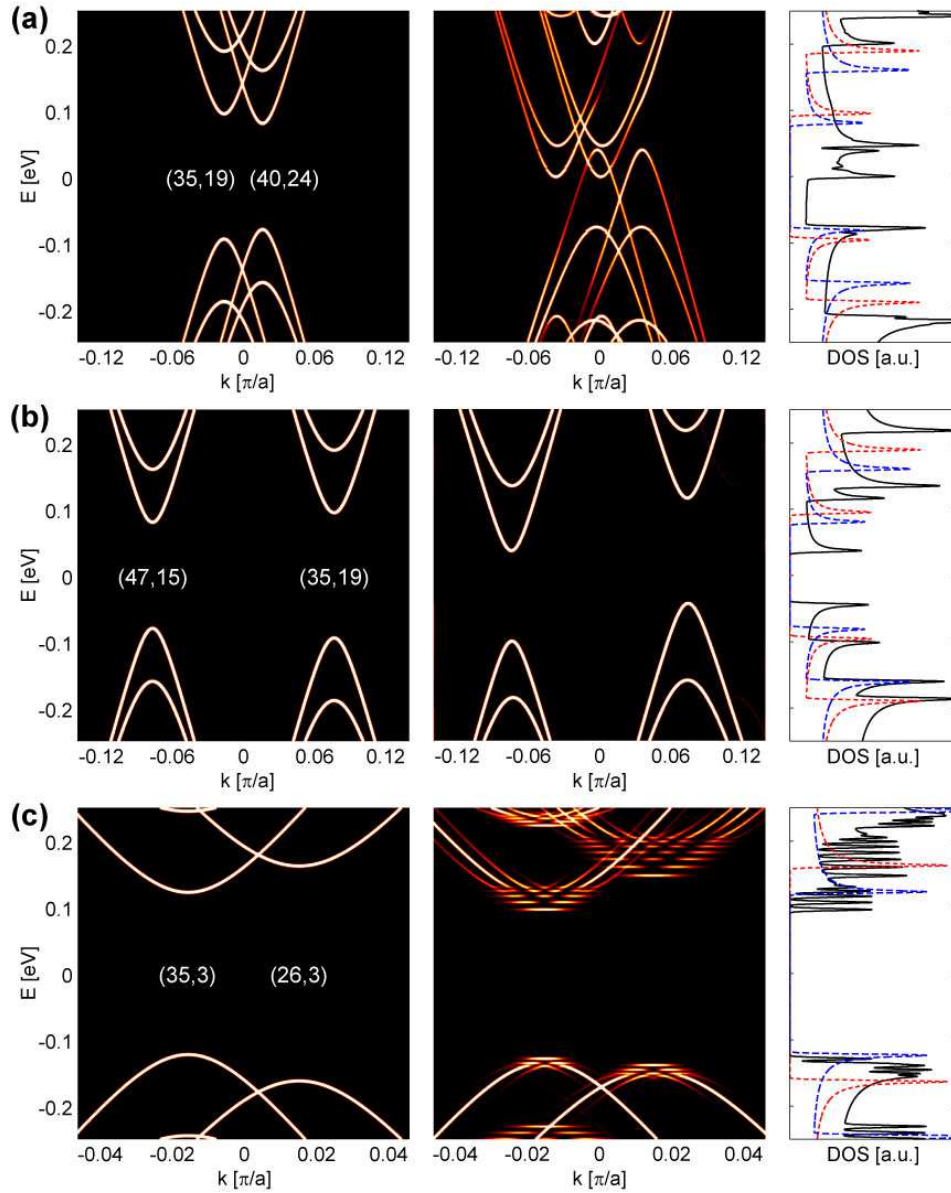 (a)
0.2
0.1
0
-0.1
-0.2
E [eV]
(35,19) (40,24)
-0.12 -0.06 0 0.06 0.12
k [π/a]
-0.12 -0.06 0 0.06 0.12
k [π/a]
DOS [a.u.]
(b)
0.2
0.1
0
-0.1
-0.2
E [eV]
(47,15) (35,19)
-0.12 -0.06 0 0.06 0.12
k [π/a]
-0.12 -0.06 0 0.06 0.12
k [π/a]
DOS [a.u.]
(c)
0.2
0.1
0
-0.1
-0.2
E [eV]
(35,3) (26,3)
-0.04 -0.02 0 0.02 0.04
k [π/a]
-0.04 -0.02 0 0.02 0.04
k [π/a]
DOS [a.u.]